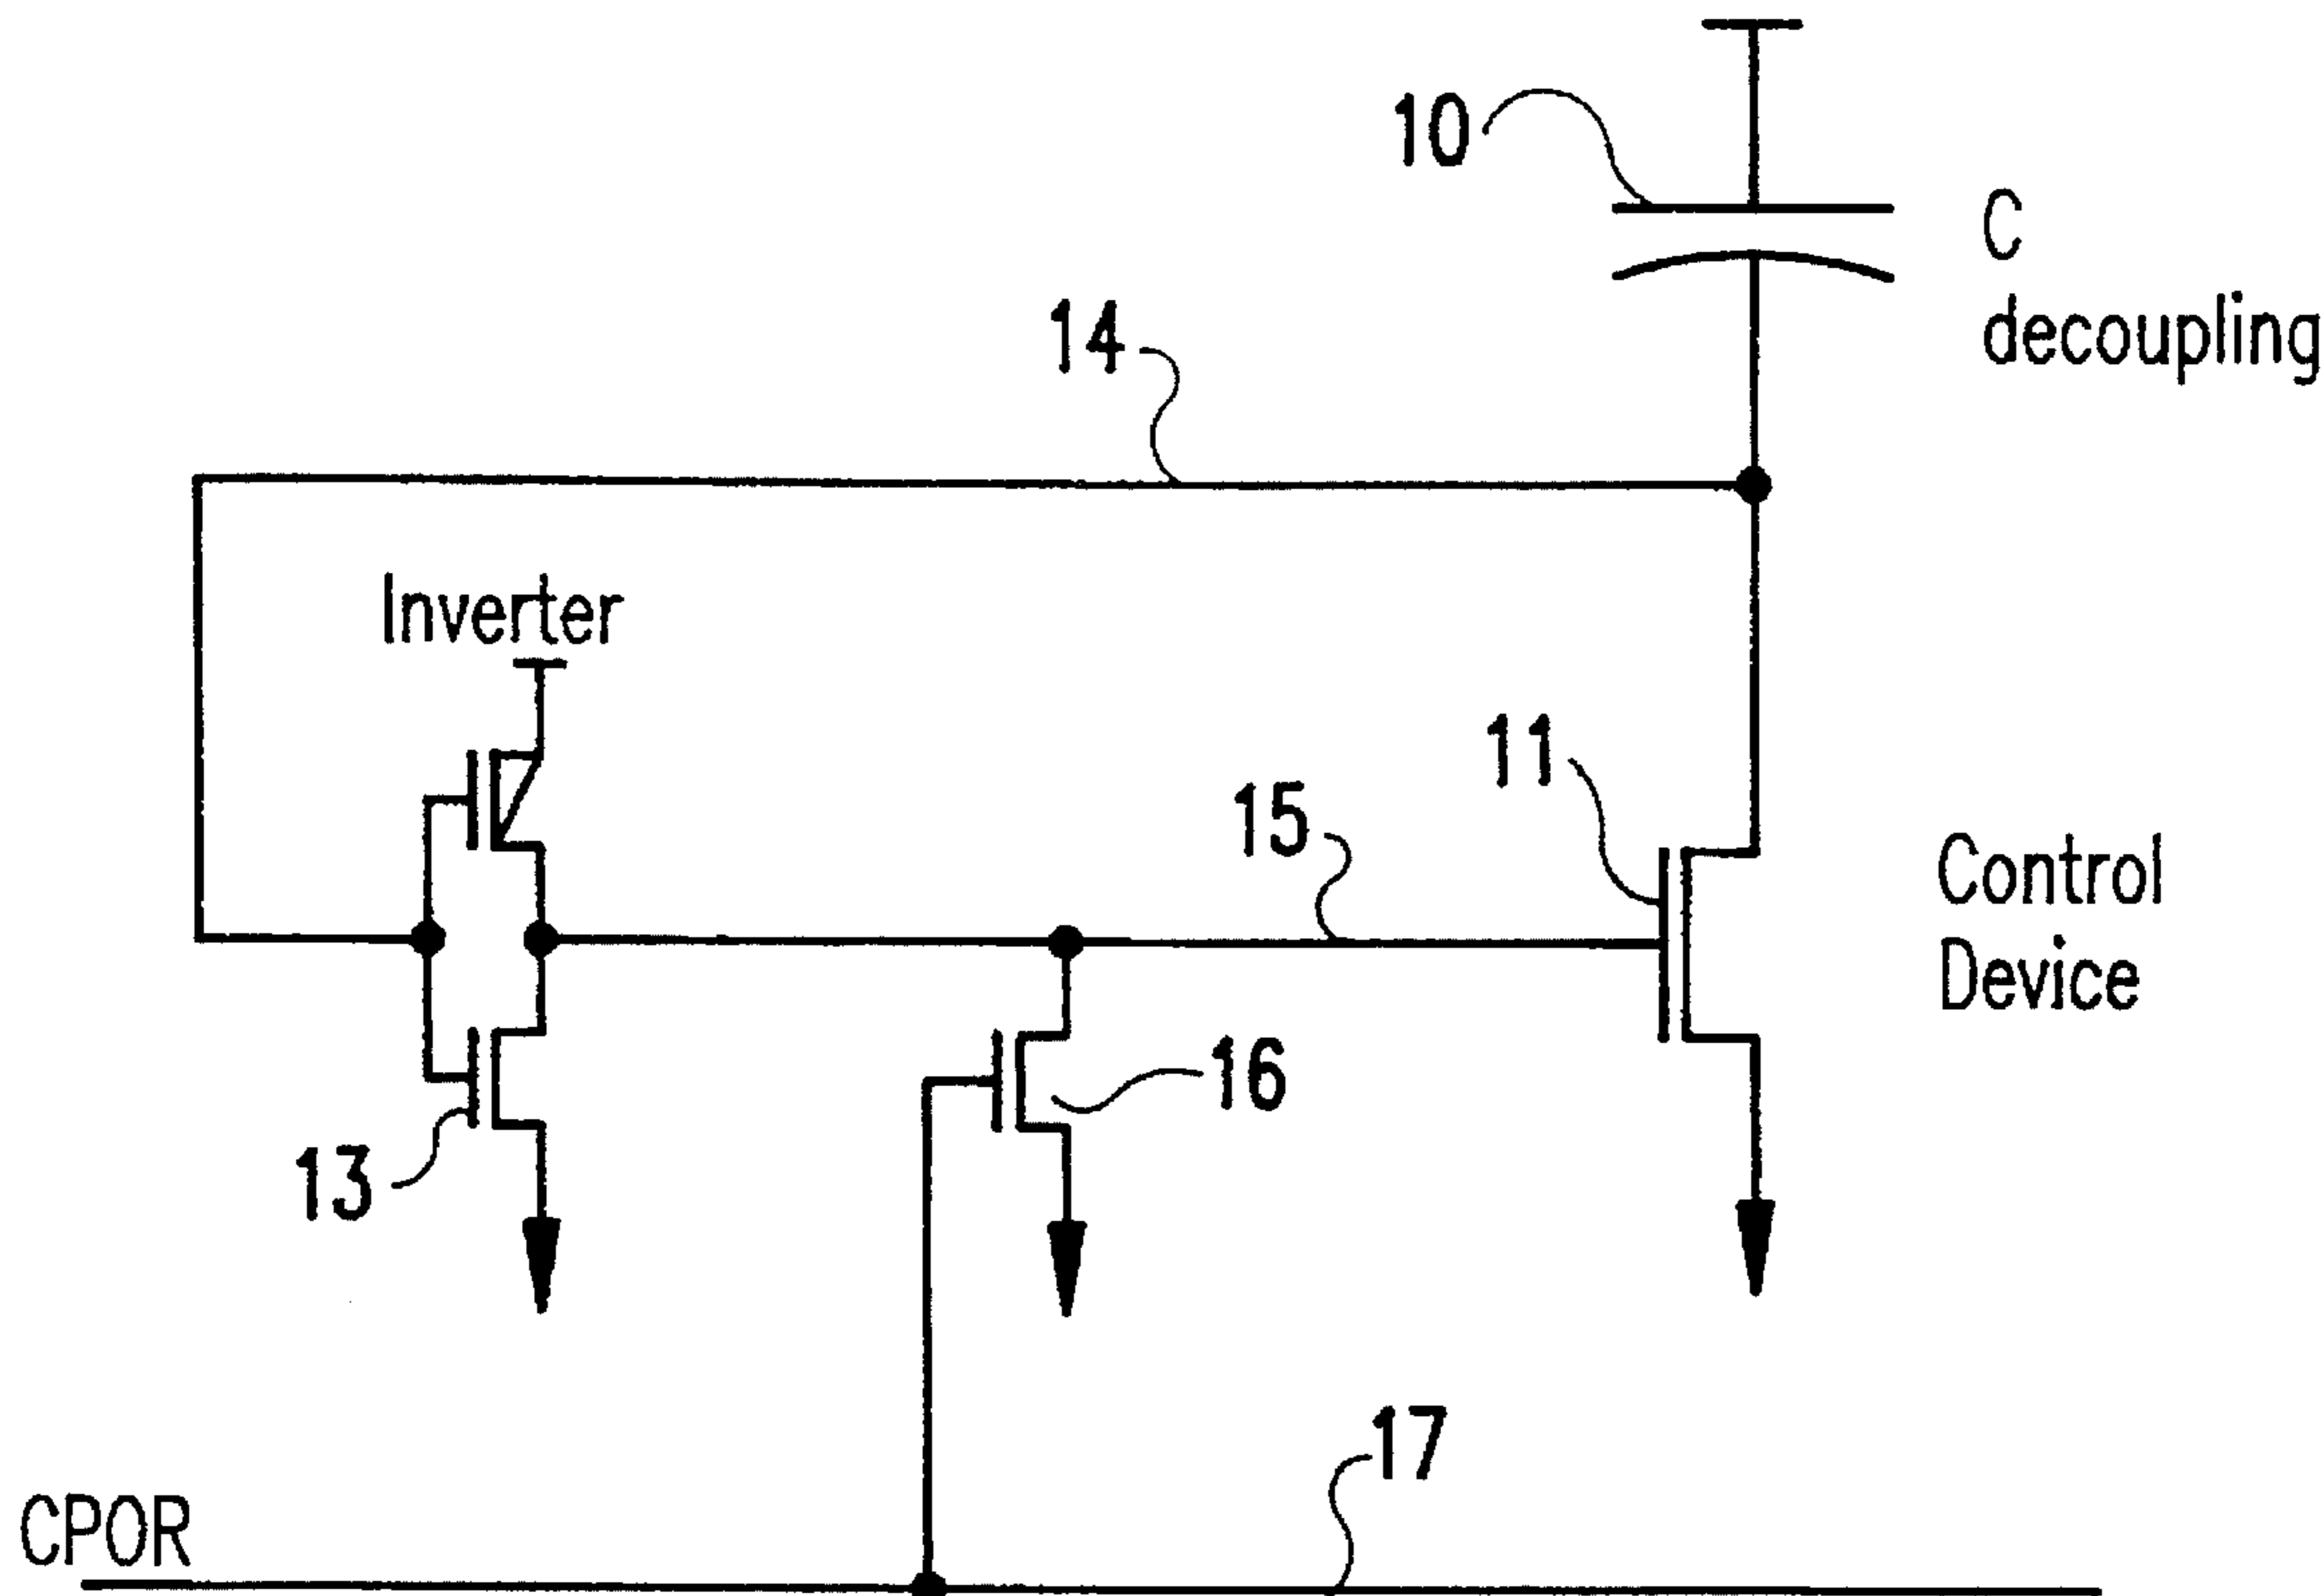 10
C
decoupling
14
Inverter
11
15
Control
Device
16
13
17
CPOR